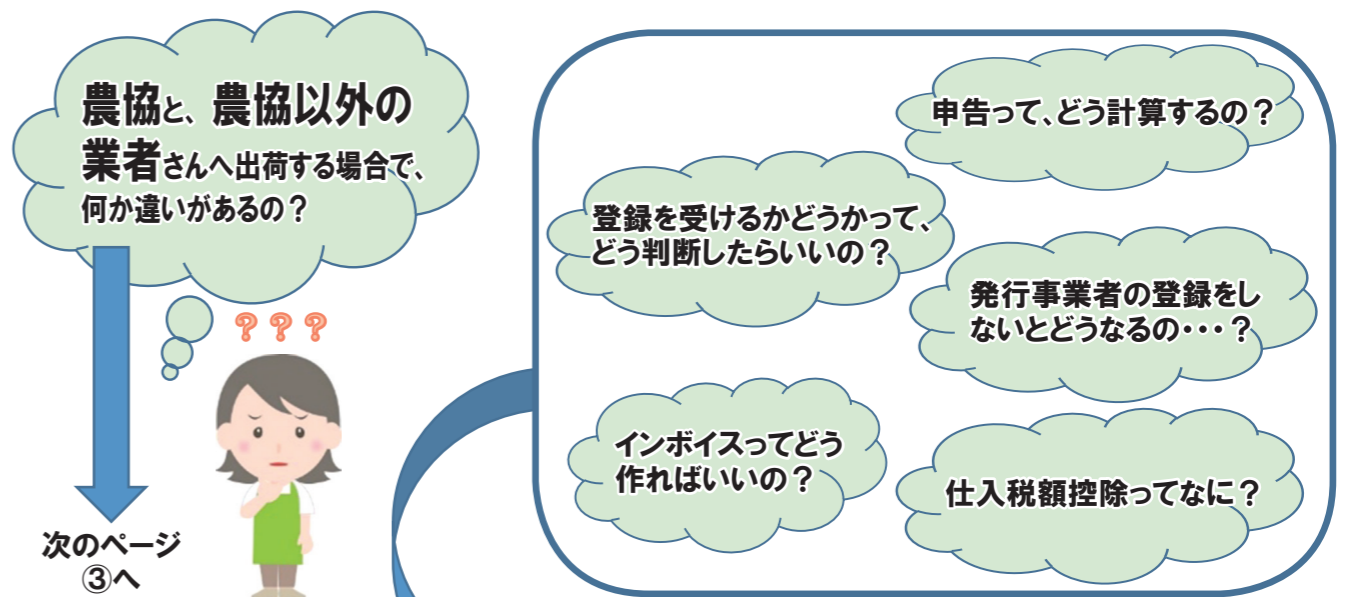 農協と、農協以外の
業者さんへ出荷する場合で、
何か違いがあるの？
？？？
次のページ
③へ
申告って、どう計算するの？
登録を受けるかどうかって、
どう判断したらいいの？
発行事業者の登録をし
ないとどうなるの・・・？
インボイスってどう
作ればいいの？
仕入税額控除ってなに？